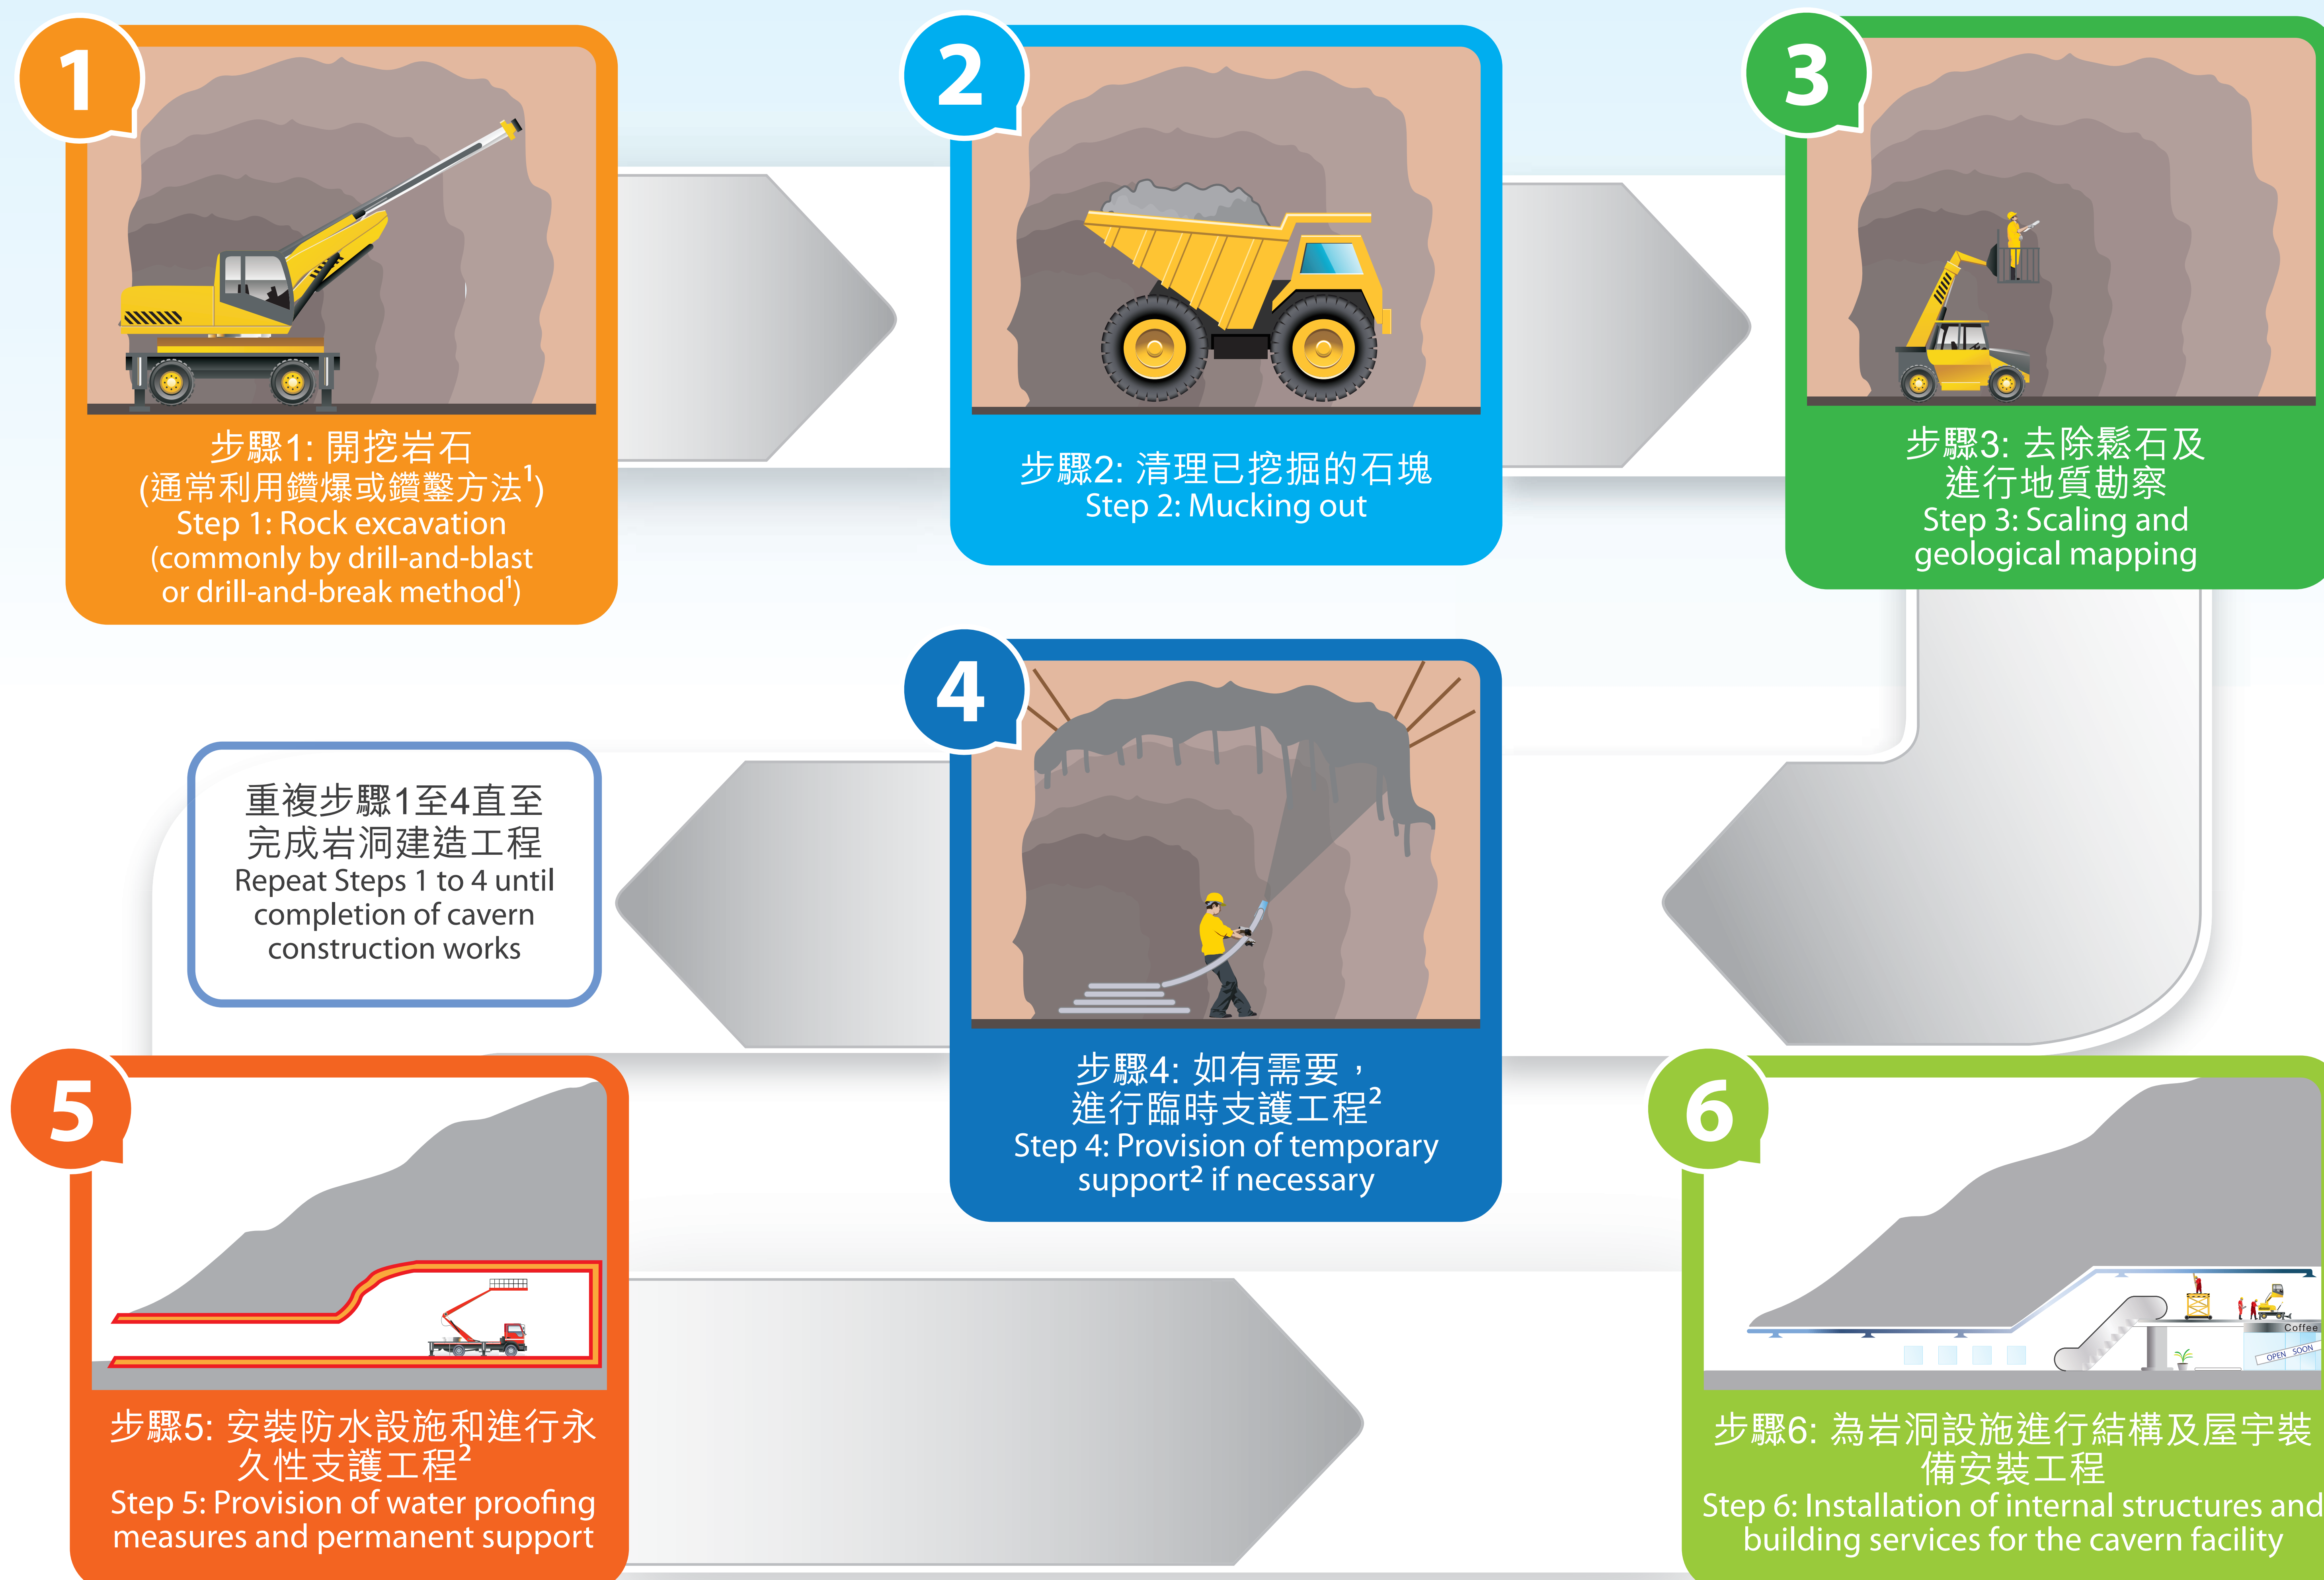 1
步驟1: 開挖岩石
(通常利用鑽爆或鑽鑿方法¹)
Step 1: Rock excavation
(commonly by drill-and-blast
or drill-and-break method¹)
2
步驟2: 清理已挖掘的石塊
Step 2: Mucking out
3
步驟3: 去除鬆石及
進行地質勘察
Step 3: Scaling and
geological mapping
4
步驟4: 如有需要，
進行臨時支護工程²
Step 4: Provision of temporary
support² if necessary
重複步驟1至4直至
完成岩洞建造工程
Repeat Steps 1 to 4 until
completion of cavern
construction works
5
步驟5: 安裝防水設施和進行永
久性支護工程²
Step 5: Provision of water proofing
measures and permanent support
6
Coffee
OPEN SOON
步驟6: 為岩洞設施進行結構及屋宇裝
備安裝工程
Step 6: Installation of internal structures and
building services for the cavern facility